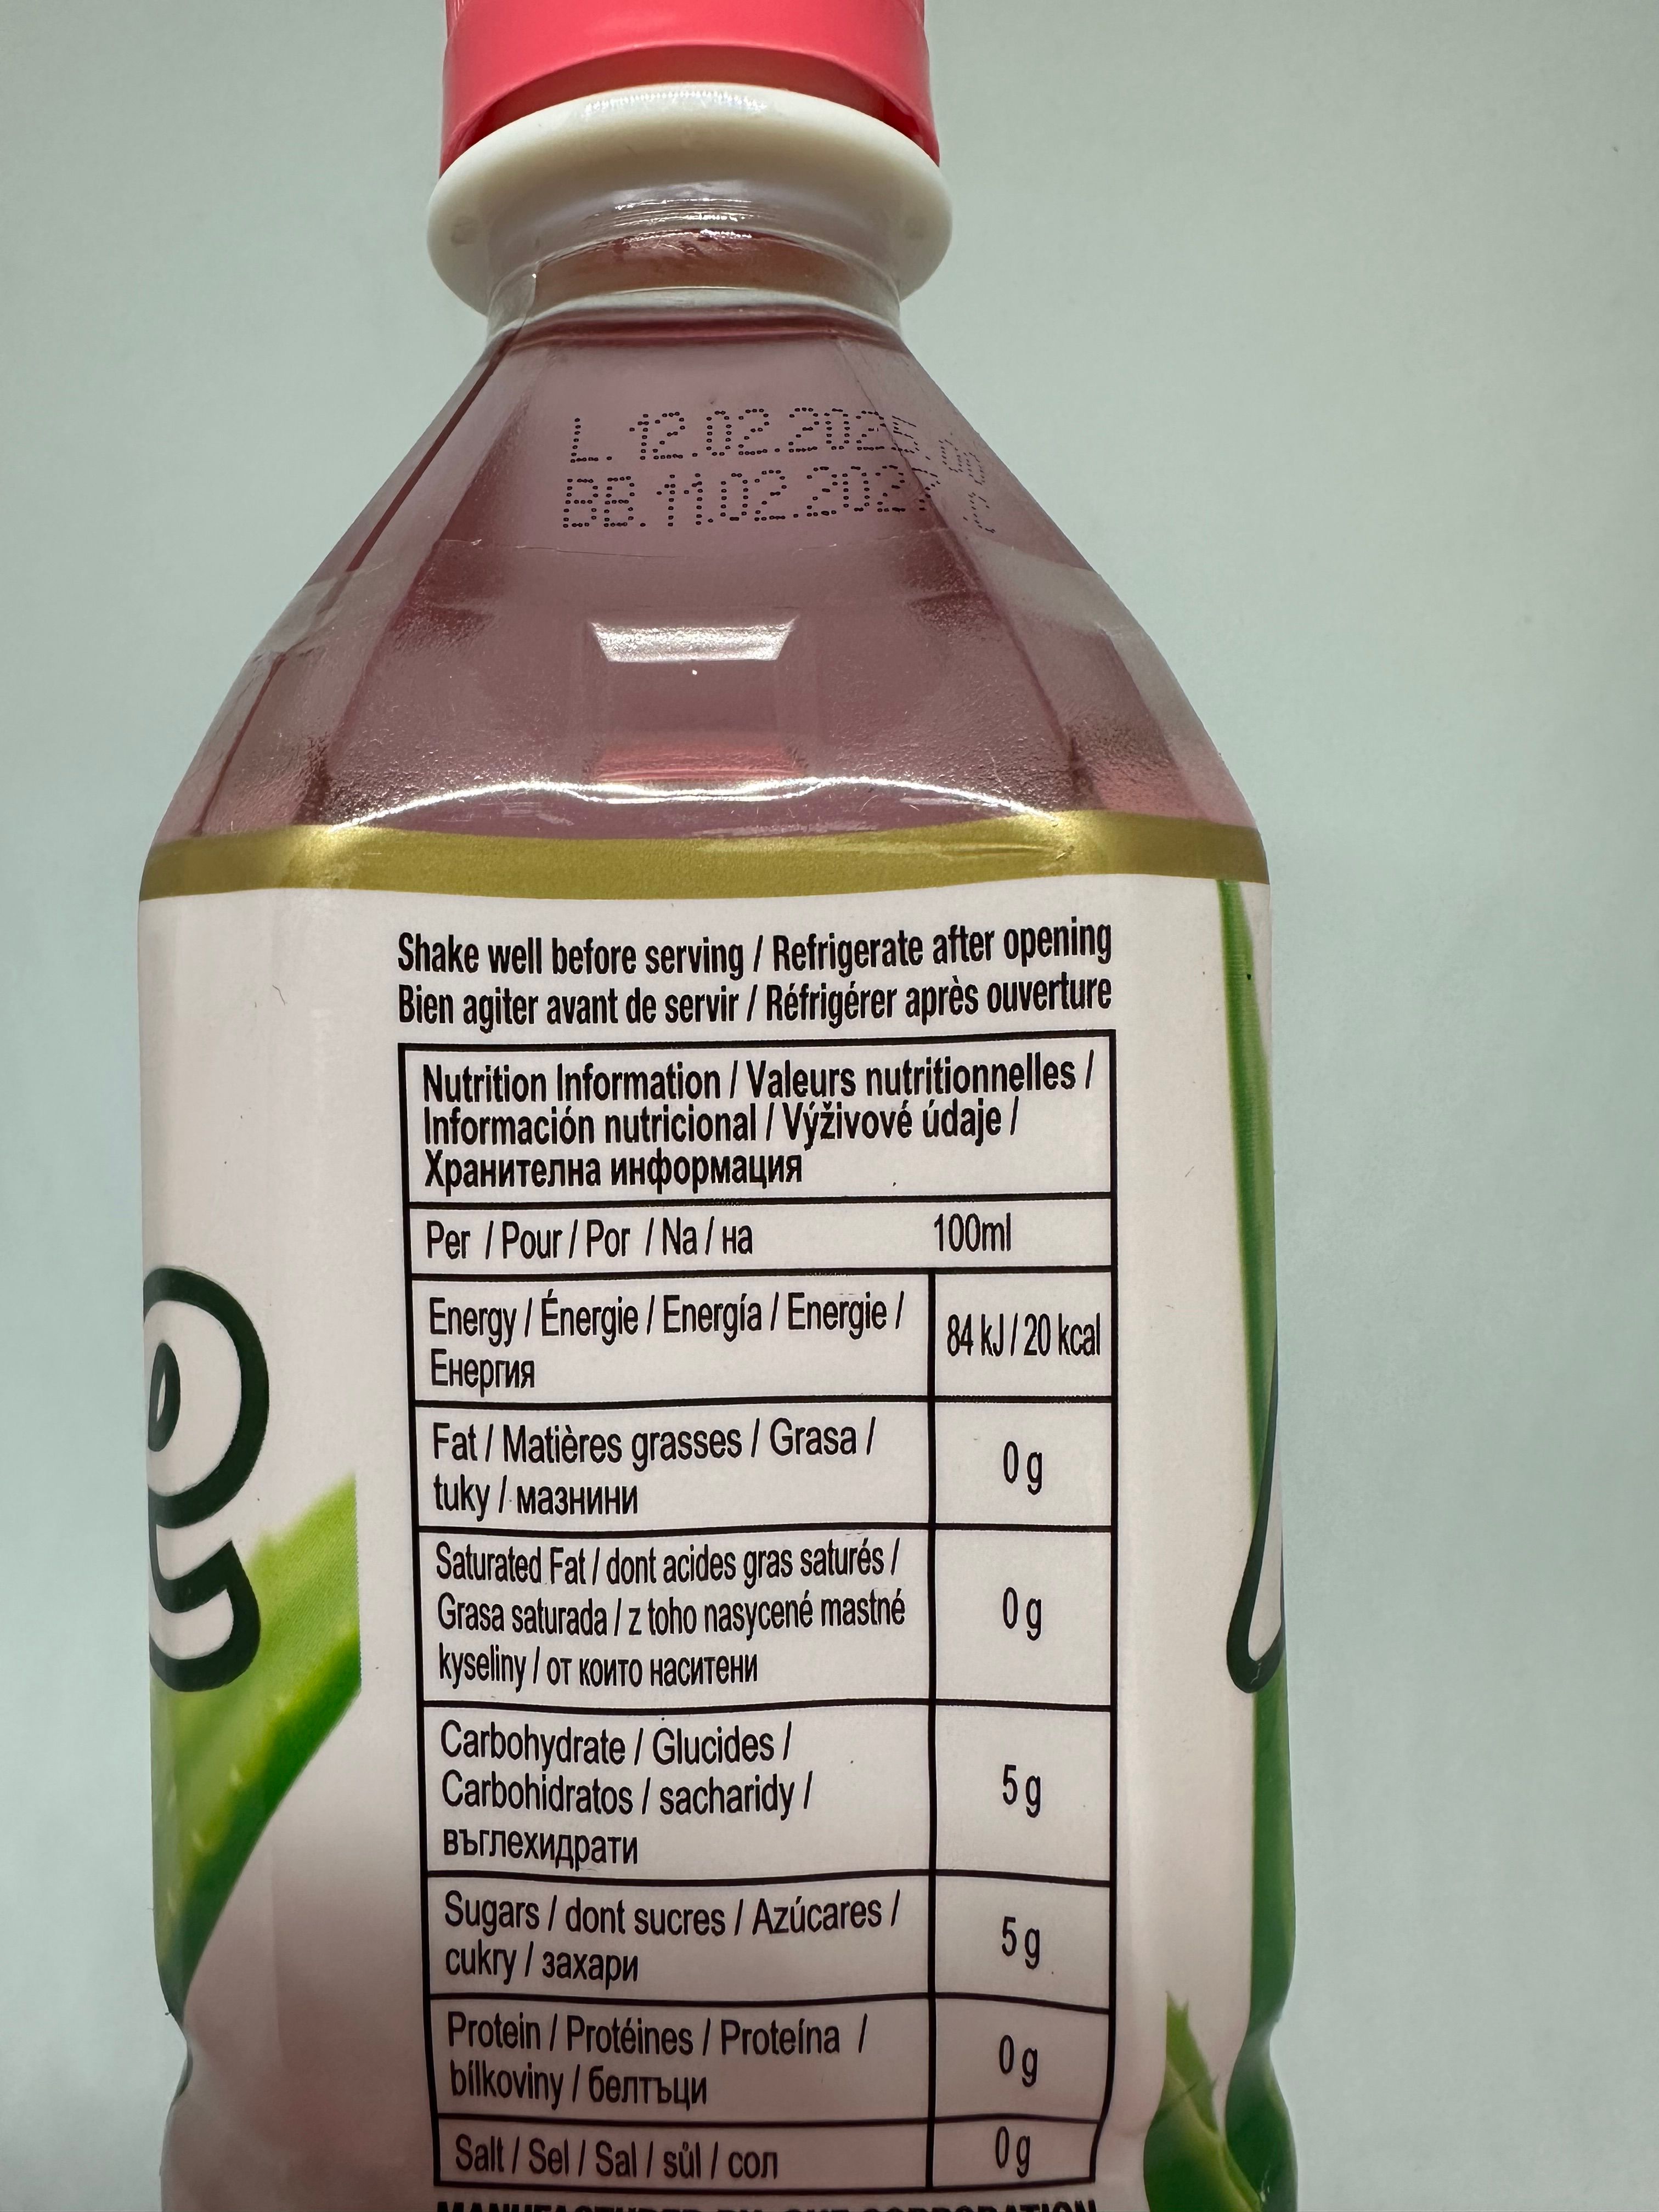 L. 12.02.202
BB. 11.02.202
Shake well before serving / Refrigerate after opening
Bien agiter avant de servir / Réfrigérer après ouverture
Nutrition Information / Valeurs nutritionnelles /
Información nutricional / Výživové údaje /
Хранителна информация
Per / Pour / Por / Na / на 100ml
Energy / Énergie / Energía / Energie /
Енергия
84 kJ / 20 kcal
Fat / Matières grasses / Grasa /
tuky / мазнини
0 g
Saturated Fat / dont acides gras saturés /
Grasa saturada / z toho nasycené mastné
kyseliny / от които наситени
0 g
Carbohydrate / Glucides /
Carbohidratos / sacharidy /
въглехидрати
5 g
Sugars / dont sucres / Azúcares /
cukry / захари
5 g
Protein / Protéines / Proteína /
bílkoviny / белтъци
0 g
Salt / Sel / Sal / sůl / сол
0 g